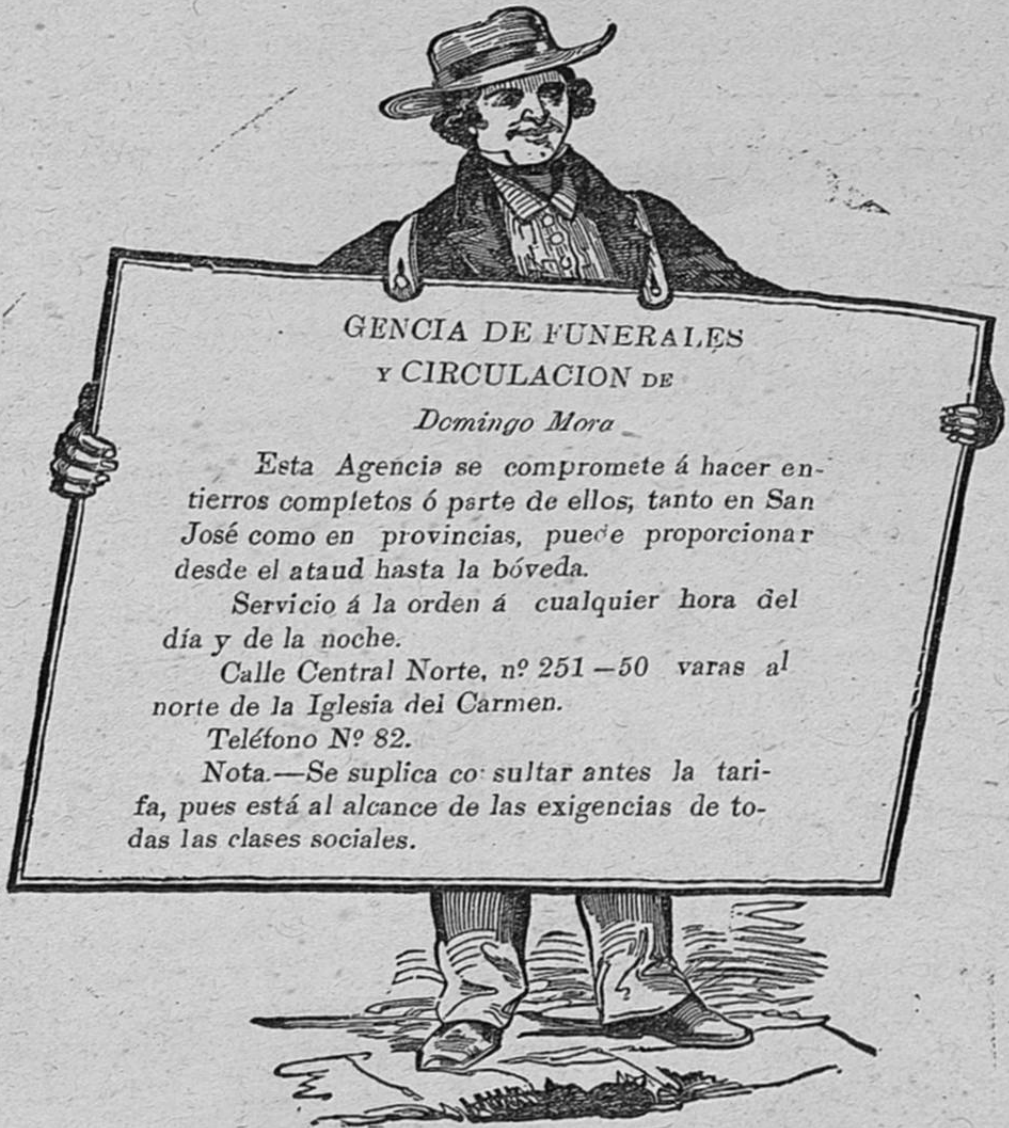 GENCIA DE FUNERALES
Y CIRCULACION DE
Domingo Mora
Esta Agencia se compromete á hacer en-
tierros completos ó parte de ellos, tanto en San
José como en provincias, puede proporcionar
desde el ataud hasta la bóveda.
Servicio á la orden á cualquier hora del
día y de la noche.
Calle Central Norte, nº 251—50 varas al
norte de la Iglesia del Carmen.
Teléfono Nº 82.
Nota.—Se suplica co sultar antes la tari-
fa, pues está al alcance de las exigencias de to-
das las clases sociales.